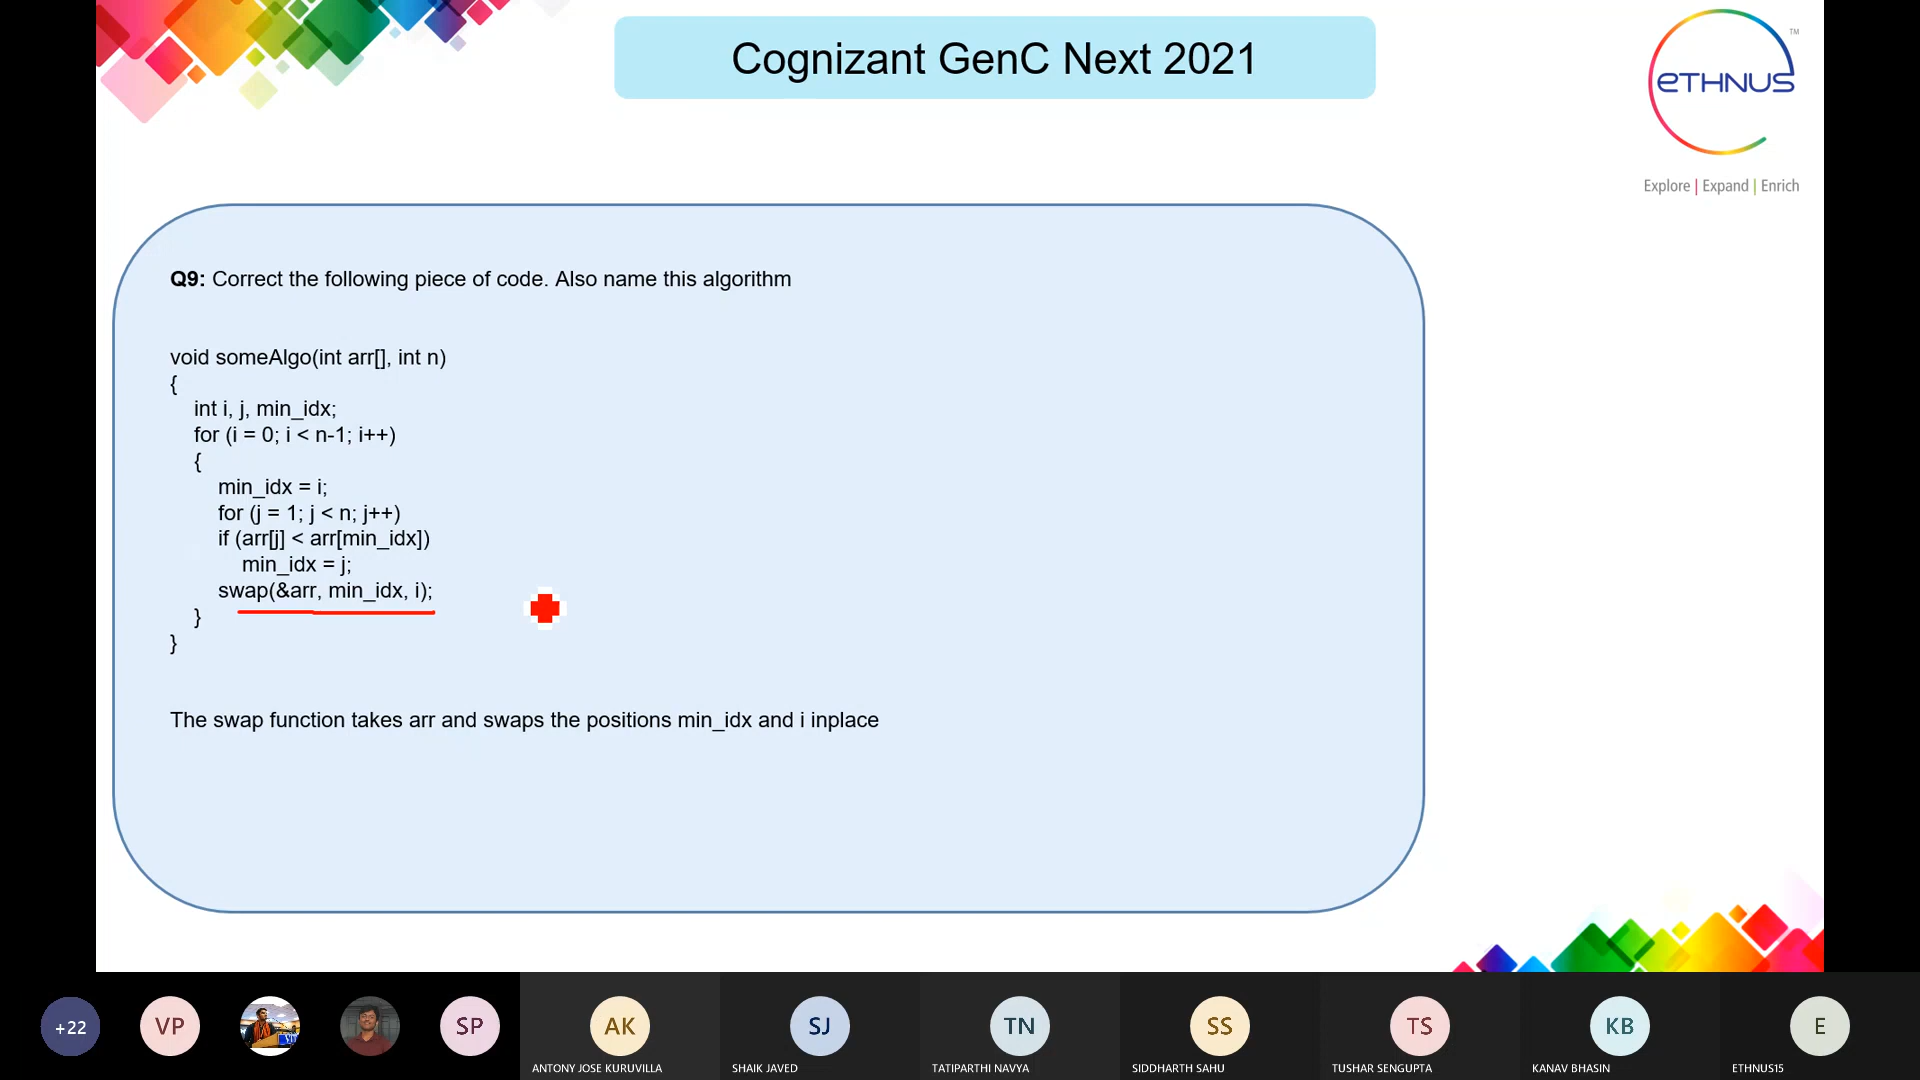 Cognizant GenC Next 2021
eTHNUS
TM
Explore | Expand | Enrich
Q9: Correct the following piece of code. Also name this algorithm
void someAlgo(int arr[], int n)
{
int i, j, min_idx;
for (i = 0; i < n-1; i++)
{
min_idx = i;
for (j = 1; j < n; j++)
if (arr[j] < arr[min_idx])
min_idx = j;
swap(&arr, min_idx, i);
}
}
The swap function takes arr and swaps the positions min_idx and i inplace
+22
VP
SP
AK
SJ
TN
SS
TS
KB
E
ANTONY JOSE KURUVILLA
SHAIK JAVED
TATIPARTHI NAVYA
SIDDHARTH SAHU
TUSHAR SENGUPTA
KANAV BHASIN
ETHNUS15